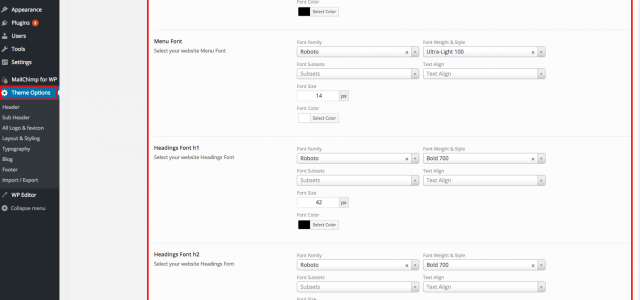 Appearance
Plugins 3
Users
Tools
Settings
MailChimp for WP
Theme Options
Header
Sub Header
All Logo & favicon
Layout & Styling
Typography
Blog
Footer
Import / Export
WP Editor
Collapse menu
Font Color
Select Color
Menu Font
Select your website Menu Font
Font Family Font Weight & Style
Roboto × Ultra-Light 100 ×
Font Subsets Text Align
Subsets Text Align
Font Size
14 px
Font Color
Select Color
Headings Font h1
Select your website Headings Font
Font Family Font Weight & Style
Roboto × Bold 700 ×
Font Subsets Text Align
Subsets Text Align
Font Size
42 px
Font Color
Select Color
Headings Font h2
Select your website Headings Font
Font Family Font Weight & Style
Roboto × Bold 700 ×
Font Subsets Text Align
Subsets Text Align
Font Size